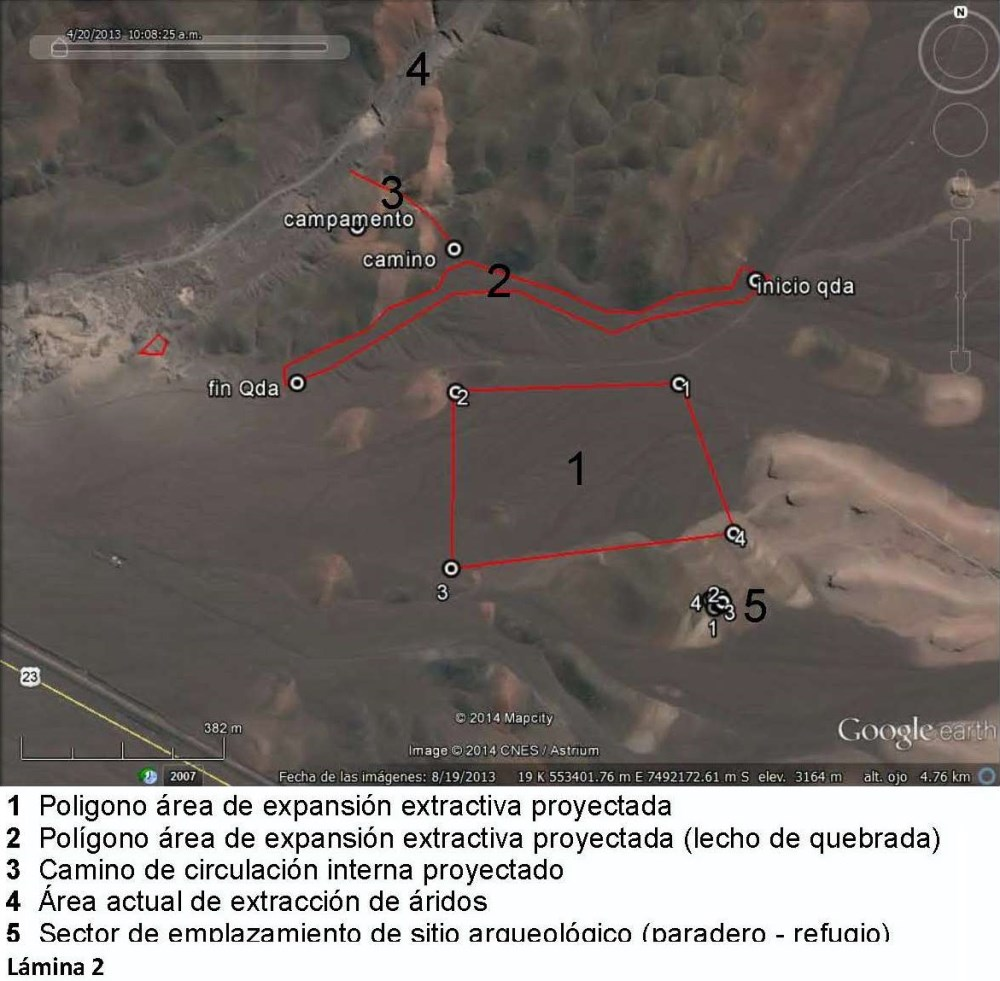 4/20/2013 10:08:25 a.m.
N
4
3
campamento
camino
2
inicio qda
fin Qda
2
1
1
4
3
4 2 3
5
1
23
382 m
© 2014 Mapcity
Google earth
Image © 2014 CNES / Astrium
2007
Fecha de las imágenes: 8/19/2013 19 K 553401.76 m E 7492172.61 m S elev. 3164 m alt. ojo 4.76 km
1 Poligono área de expansión extractiva proyectada
2 Polígono área de expansión extractiva proyectada (lecho de quebrada)
3 Camino de circulación interna proyectado
4 Área actual de extracción de áridos
5 Sector de emplazamiento de sitio arqueológico (paradero - refugio)
Lámina 2